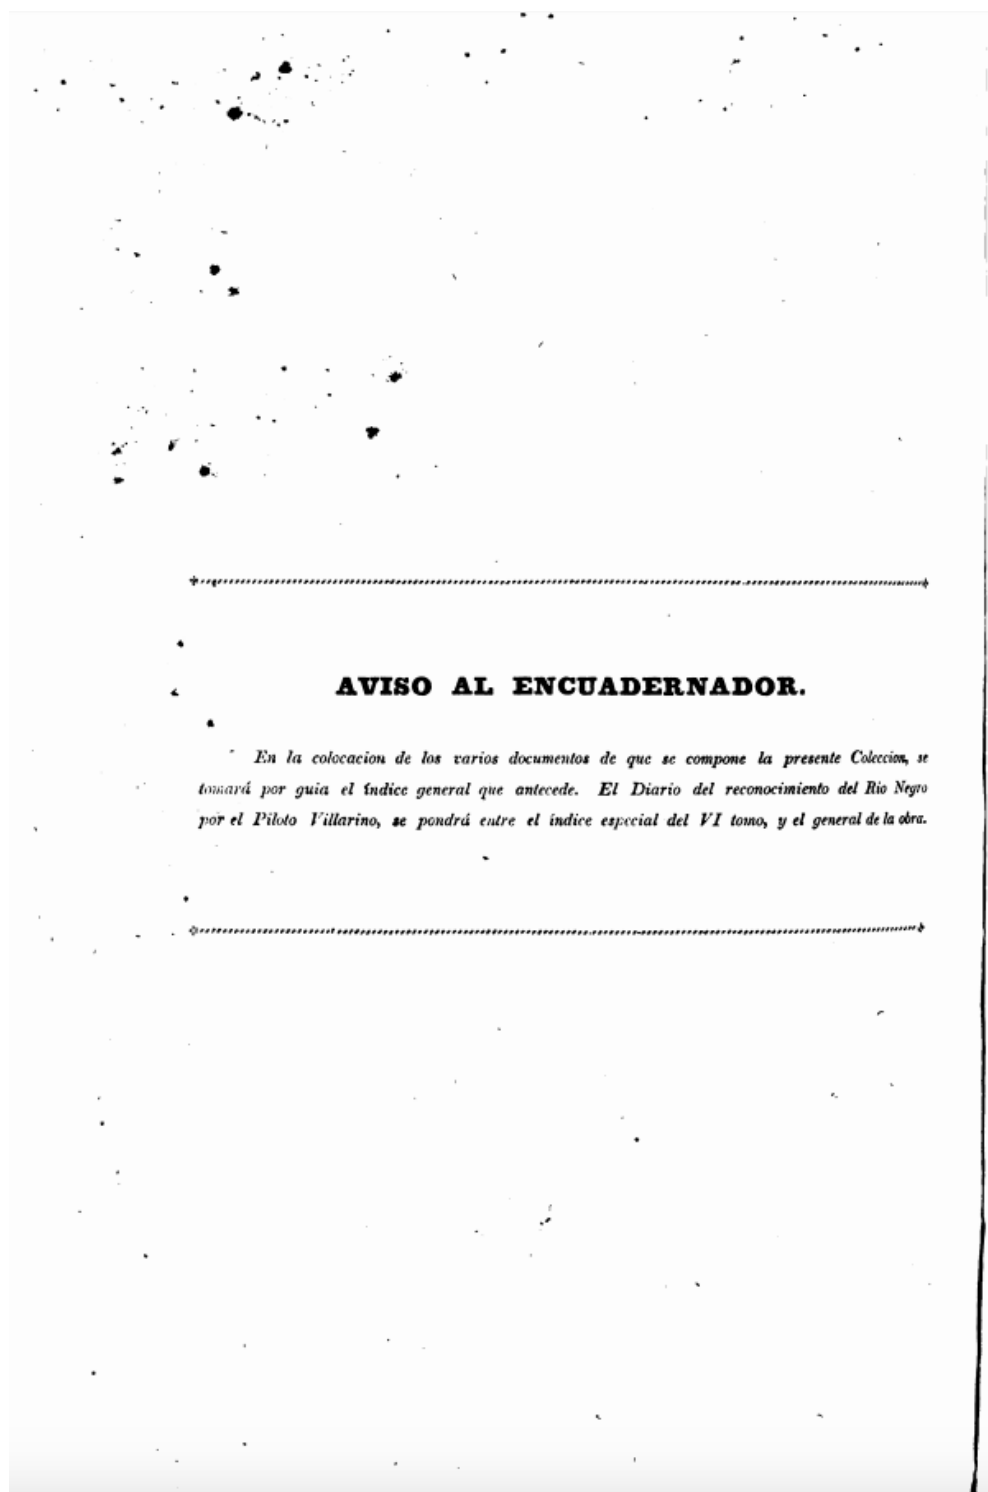 AVISO AL ENCUADERNADOR.
En la colocacion de los varios documentos de que se compone la presente Coleccion, se
tomará por guia el índice general que antecede. El Diario del reconocimiento del Rio Negro
por el Piloto Villarino, se pondrá entre el índice especial del VI tomo, y el general de la obra.